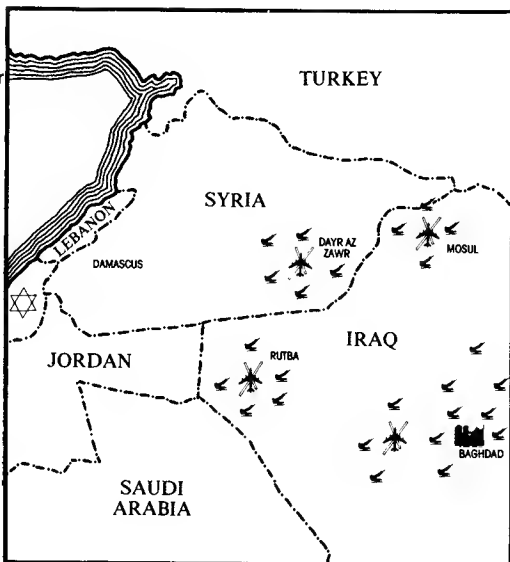 TURKEY
SYRIA
LEBANON
DAYR AZ
ZAWR
MOSUL
DAMASCUS
IRAQ
JORDAN
RUTBA
BAGHDAD
SAUDI
ARABIA